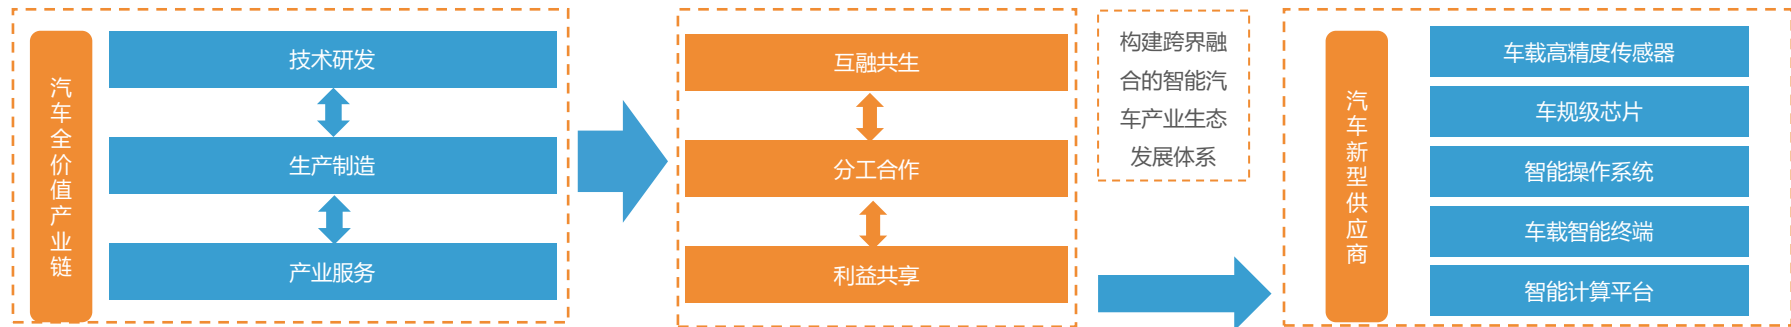 汽车全价值产业链
技术研发
生产制造
产业服务
互融共生
分工合作
利益共享
构建跨界融
合的智能汽
车产业生态
发展体系
汽车新型供应商
车载高精度传感器
车规级芯片
智能操作系统
车载智能终端
智能计算平台